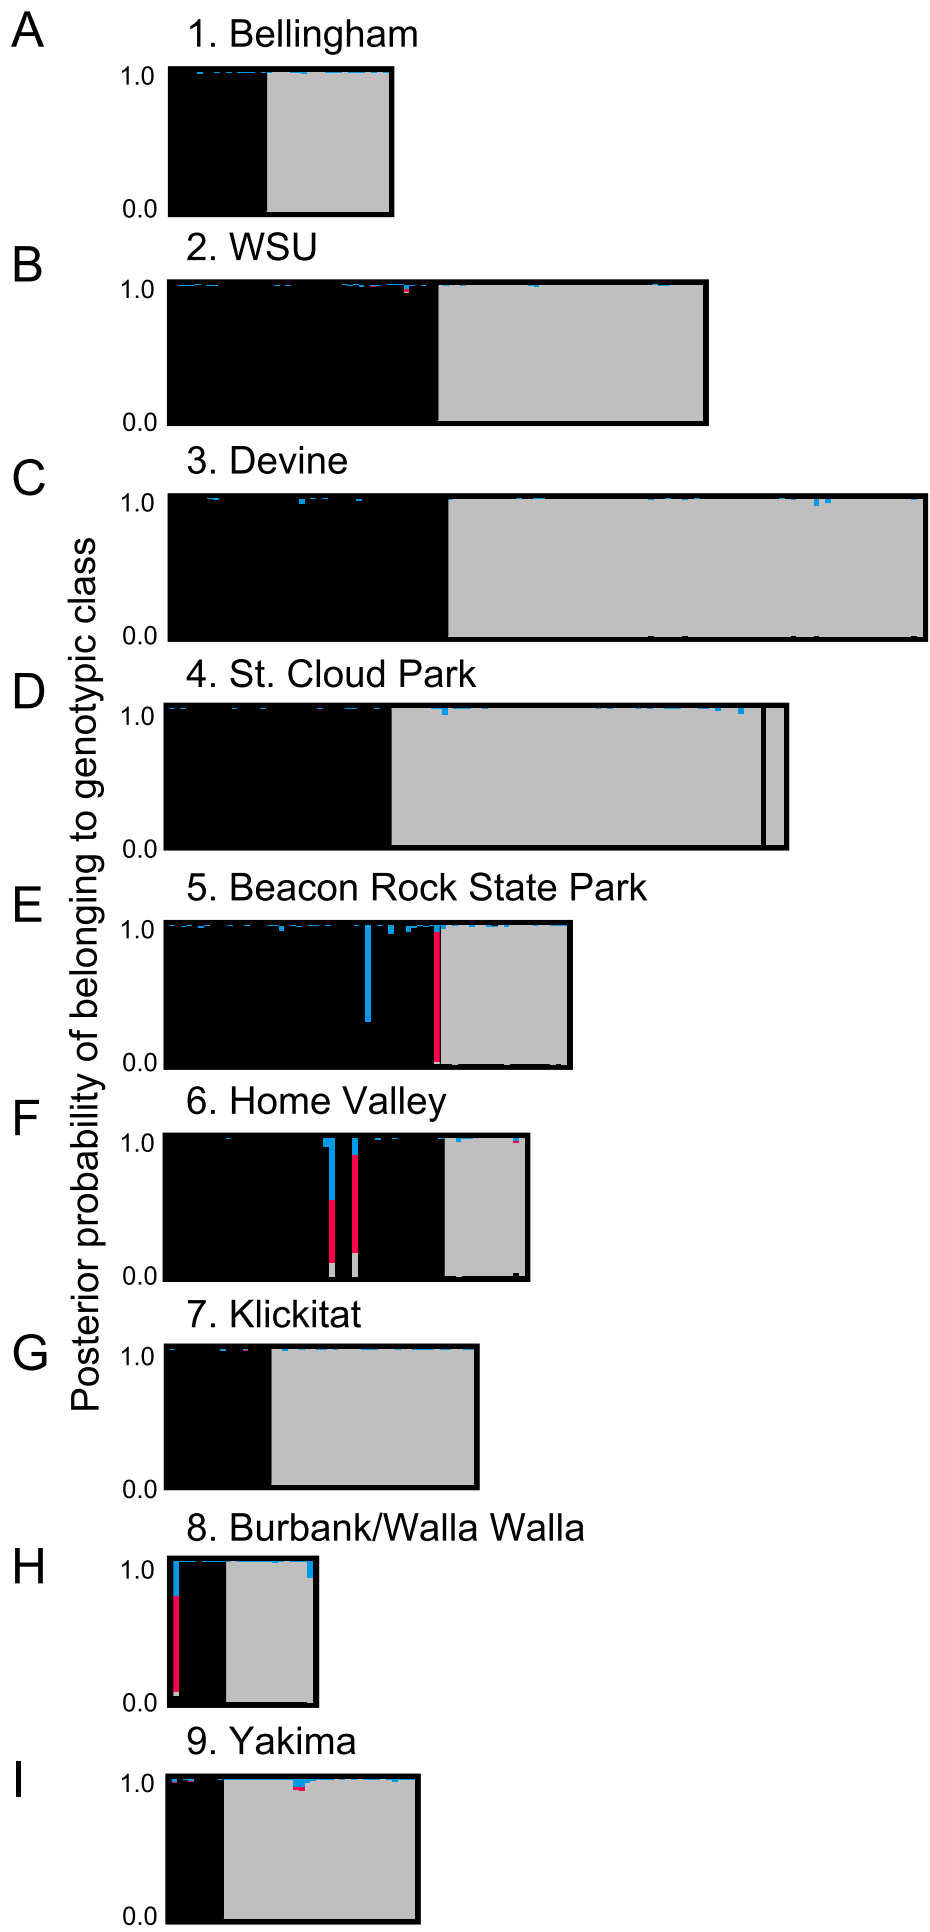 A
1. Bellingham
1.0
0.0
B
2. WSU
1.0
0.0
C
3. Devine
1.0
0.0
Posterior probability of belonging to genotypic class
D
4. St. Cloud Park
1.0
0.0
E
5. Beacon Rock State Park
1.0
0.0
F
6. Home Valley
1.0
0.0
G
7. Klickitat
1.0
0.0
H
8. Burbank/Walla Walla
1.0
0.0
I
9. Yakima
1.0
0.0